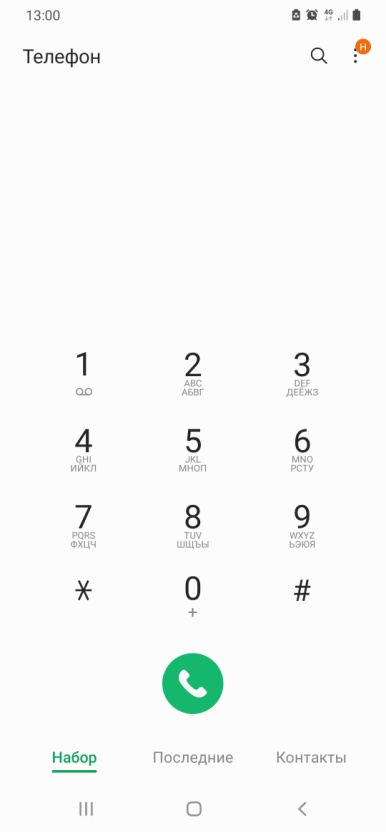 13:00
4G
Телефон
Н
1 2 3
ABC DEF
АБВГ ДЕЁЖЗ
4 5 6
GHI JKL MNO
ИЙКЛ МНОП РСТУ
7 8 9
PQRS TUV WXYZ
ФХЦЧ ШЩЪЫ ЬЭЮЯ
* 0 #
+
Набор Последние Контакты